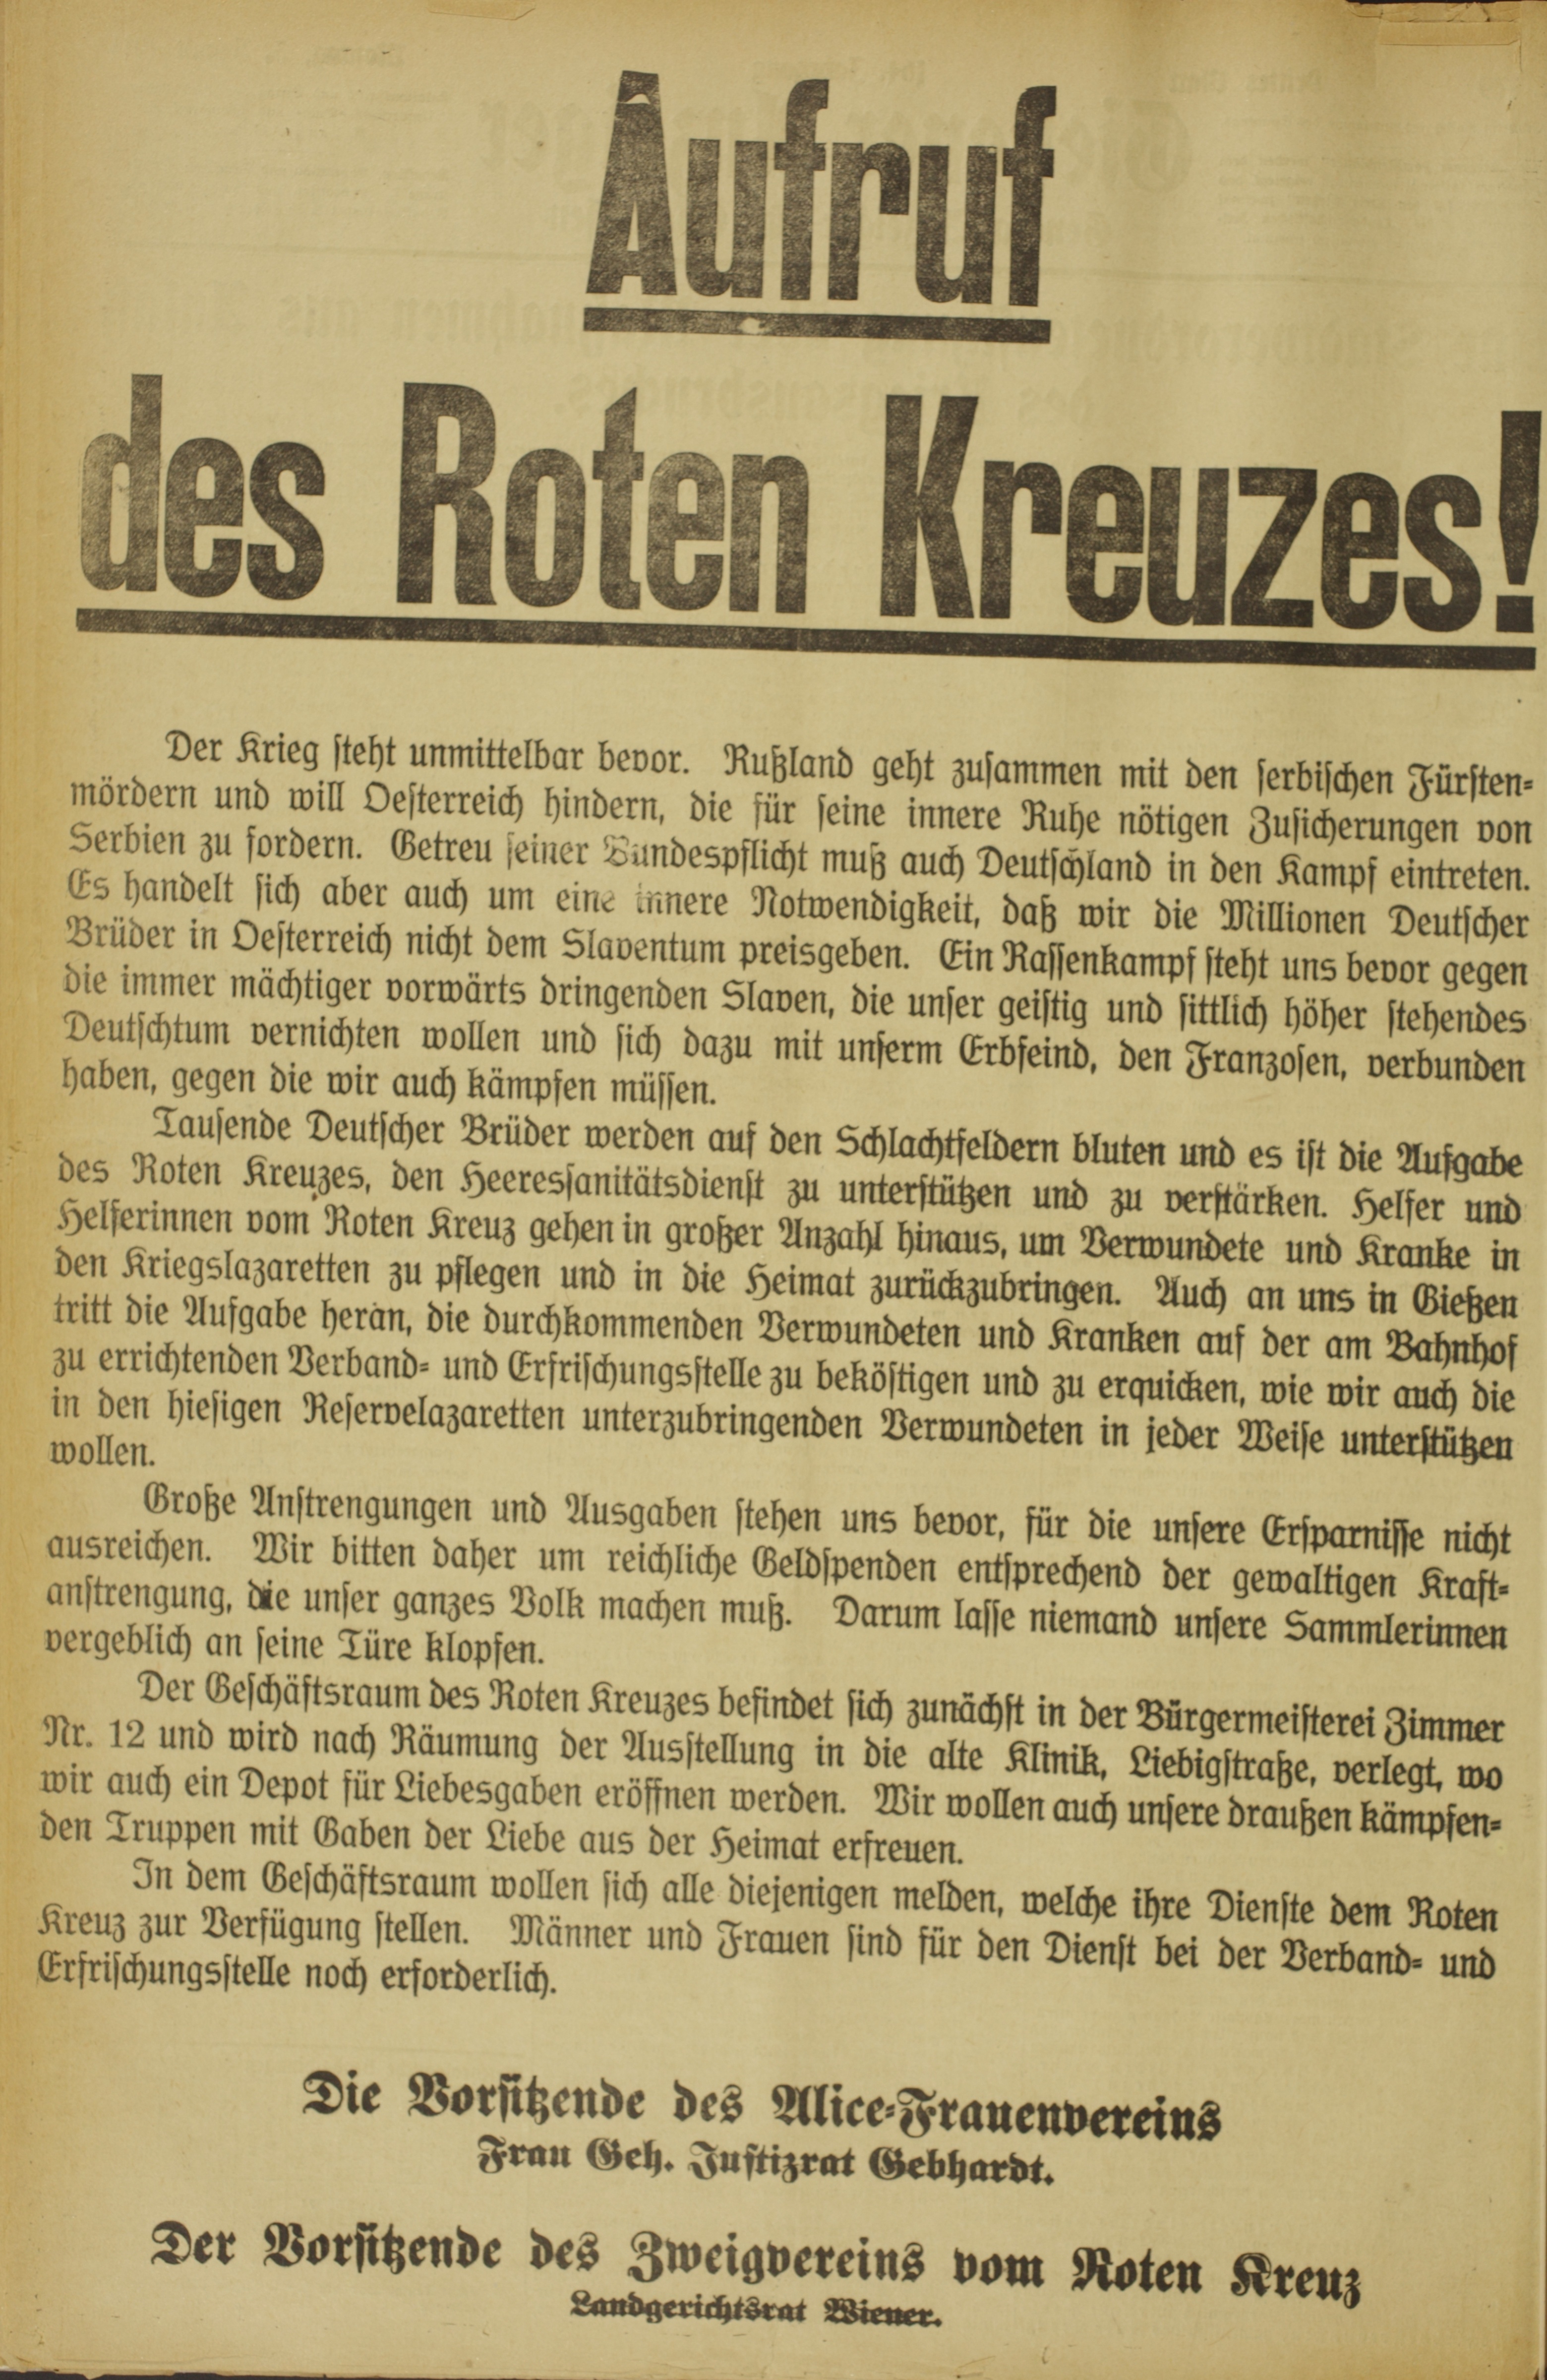 Aufruf
des Roten Kreuzes!
Der Krieg steht unmittelbar bevor. Rußland geht zusammen mit den serbischen Fürsten-
mördern und will Oesterreich hindern, die für seine innere Ruhe nötigen Zusicherungen von
Serbien zu fordern. Getreu seiner Bundespflicht muß auch Deutschland in den Kampf eintreten.
Es handelt sich aber auch um eine innere Notwendigkeit, daß wir die Millionen Deutscher
Brüder in Oesterreich nicht dem Slaventum preisgeben. Ein Rassenkampf steht uns bevor gegen
die immer mächtiger vorwärts dringenden Slaven, die unser geistig und sittlich höher stehendes
Deutschtum vernichten wollen und sich dazu mit unserm Erbfeind, den Franzosen, verbunden
haben, gegen die wir auch kämpfen müssen.
Tausende Deutscher Brüder werden auf den Schlachtfeldern bluten und es ist die Aufgabe
des Roten Kreuzes, den Heeressanitätsdienst zu unterstützen und zu verstärken. Helfer und
Helferinnen vom Roten Kreuz gehen in großer Anzahl hinaus, um Verwundete und Kranke in
den Kriegslazaretten zu pflegen und in die Heimat zurückzubringen. Auch an uns in Gießen
tritt die Aufgabe heran, die durchkommenden Verwundeten und Kranken auf der am Bahnhof
zu errichtenden Verband- und Erfrischungsstelle zu beköstigen und zu erquicken, wie wir auch die
in den hiesigen Reservelazaretten unterzubringenden Verwundeten in jeder Weise unterstützen
wollen.
Große Anstrengungen und Ausgaben stehen uns bevor, für die unsere Ersparnisse nicht
ausreichen. Wir bitten daher um reichliche Geldspenden entsprechend der gewaltigen Kraft-
anstrengung, die unser ganzes Volk machen muß. Darum lasse niemand unsere Sammlerinnen
vergeblich an seine Türe klopfen.
Der Geschäftsraum des Roten Kreuzes befindet sich zunächst in der Bürgermeisterei Zimmer
Nr. 12 und wird nach Räumung der Ausstellung in die alte Klinik, Liebigstraße, verlegt, wo
wir auch ein Depot für Liebesgaben eröffnen werden. Wir wollen auch unsere draußen kämpfen-
den Truppen mit Gaben der Liebe aus der Heimat erfreuen.
In dem Geschäftsraum wollen sich alle diejenigen melden, welche ihre Dienste dem Roten
Kreuz zur Verfügung stellen. Männer und Frauen sind für den Dienst bei der Verband- und
Erfrischungsstelle noch erforderlich.
Die Vorsitzende des Alice-Frauenvereins
Frau Geh. Justizrat Gebhardt.
Der Vorsitzende des Zweigvereins vom Roten Kreuz
Landgerichtsrat Wiener.